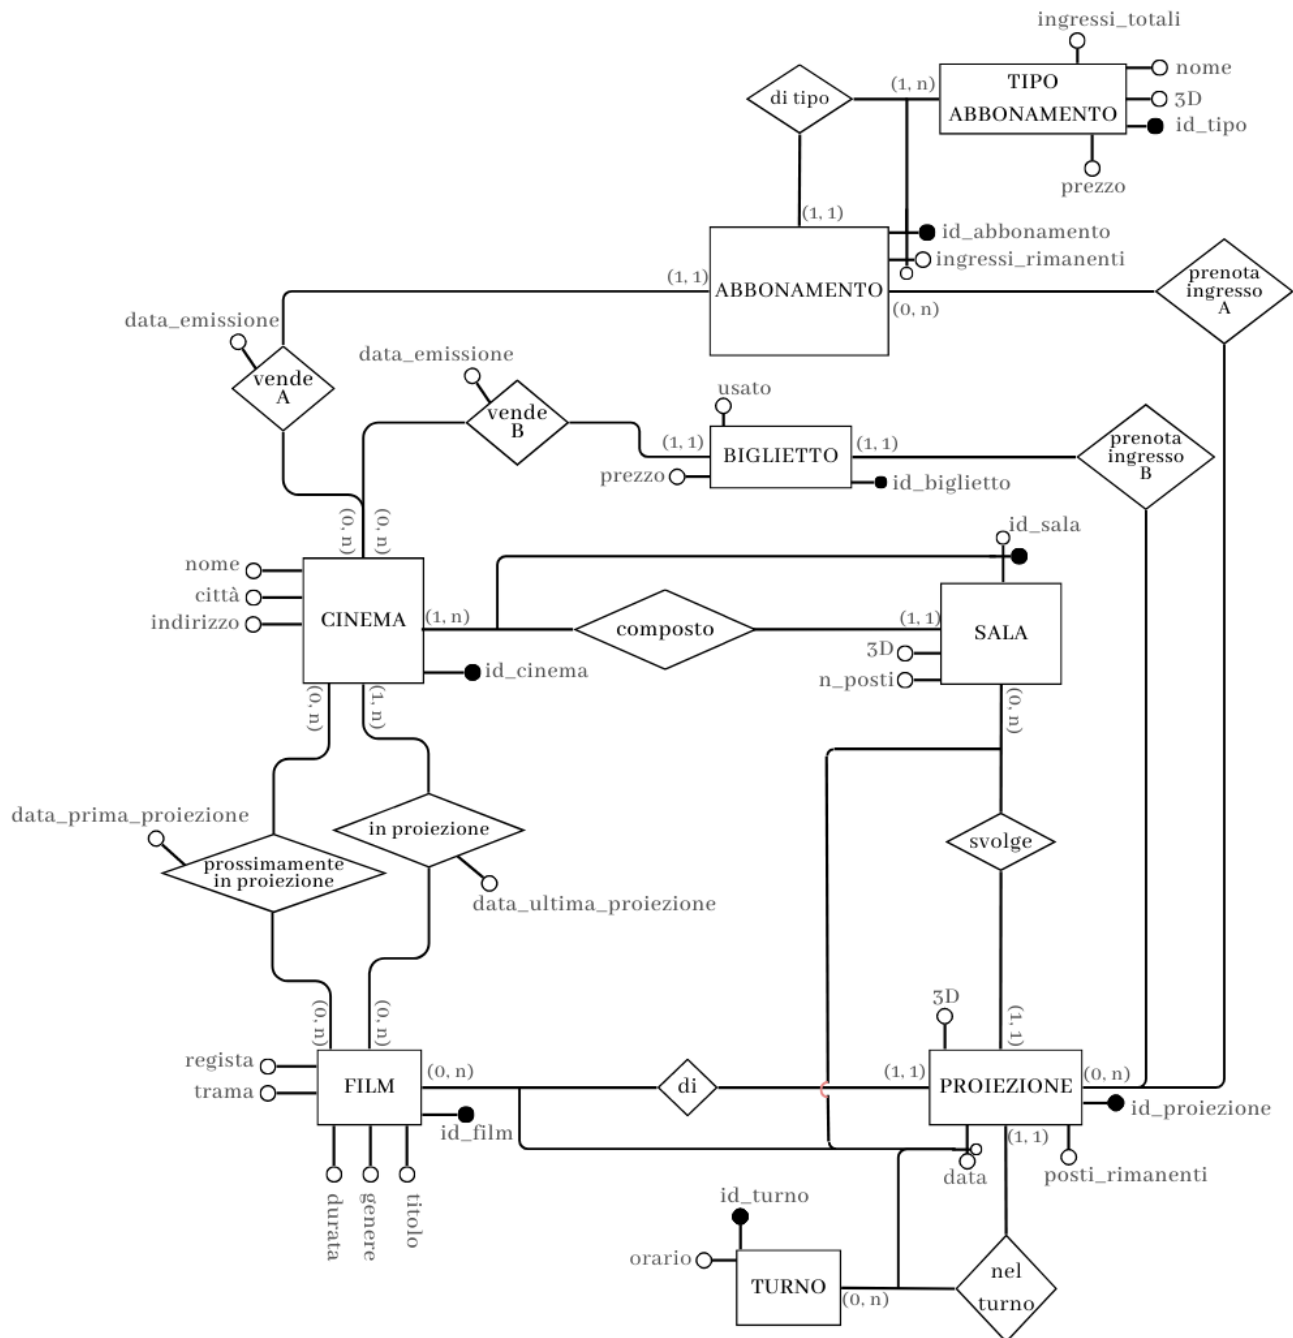 ingressi_totali
(1, n)
TIPO
ABBONAMENTO
nome
3D
id_tipo
di tipo
prezzo
(1, 1)
id_abbonamento
ingressi_rimanenti
(1, 1)
ABBONAMENTO
(0, n)
prenota
ingresso
A
data_emissione
vende
A
data_emissione
vende
B
usato
(1, 1)
BIGLIETTO
(1, 1)
prenota
ingresso
B
prezzo
id_biglietto
(0, n)
(0, n)
id_sala
nome
città
indirizzo
CINEMA
(1, n)
composto
(1, 1)
SALA
3D
n_posti
id_cinema
(0, n)
(1, n)
(0, n)
data_prima_proiezione
in proiezione
svolge
prossimamente
in proiezione
data_ultima_proiezione
(0, n)
(0, n)
3D
(1, 1)
regista
trama
FILM
(0, n)
di
(1, 1)
PROIEZIONE
(0, n)
id_film
id_proiezione
(1, 1)
data
posti_rimanenti
durata
genere
titolo
id_turno
orario
TURNO
(0, n)
nel
turno